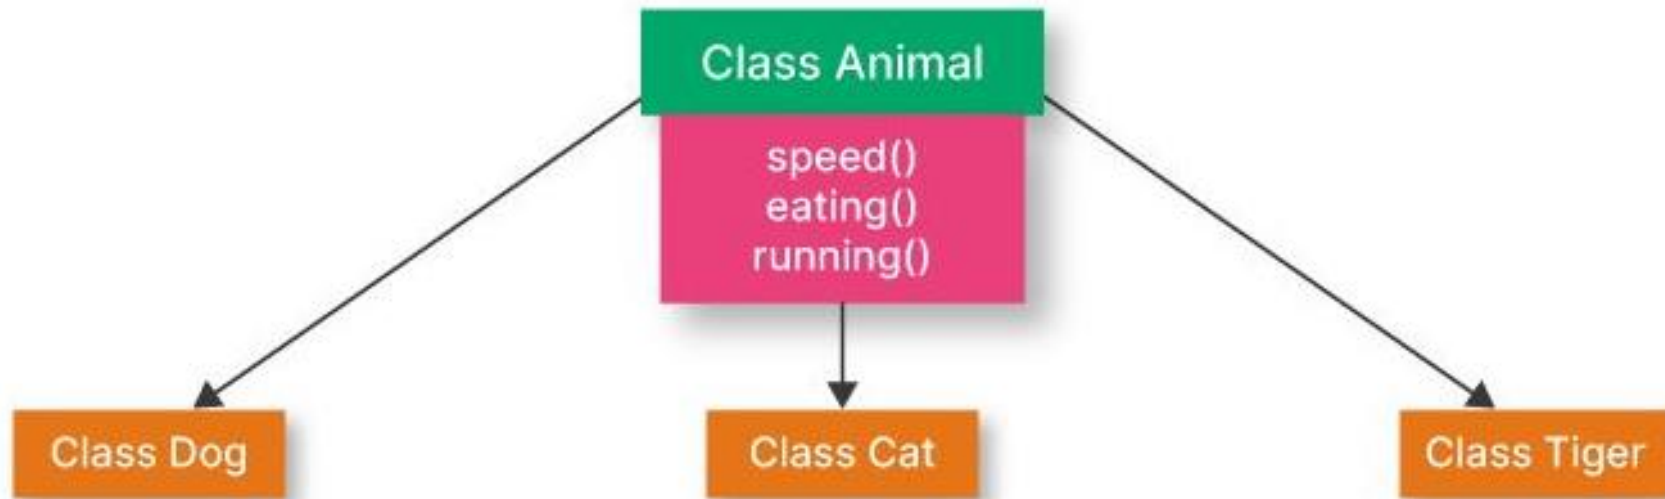 Class Animal
speed()
eating()
running()
Class Dog
Class Cat
Class Tiger